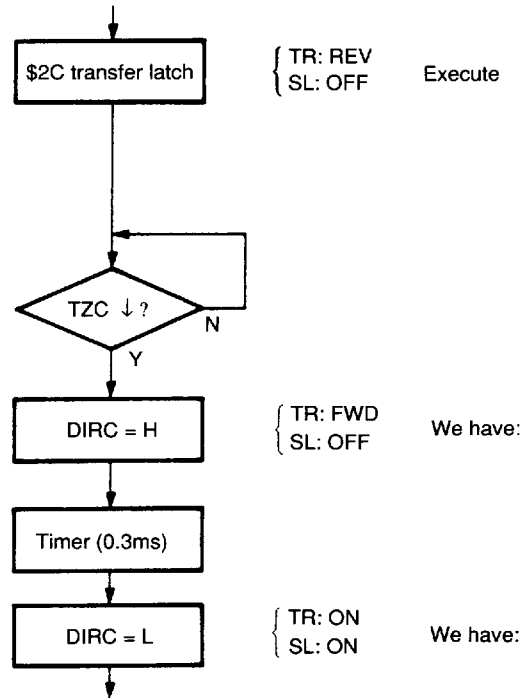 $2C transfer latch
TR: REV
SL: OFF
Execute
TZC ↓ ?
N
Y
DIRC = H
TR: FWD
SL: OFF
We have:
Timer (0.3ms)
DIRC = L
TR: ON
SL: ON
We have: